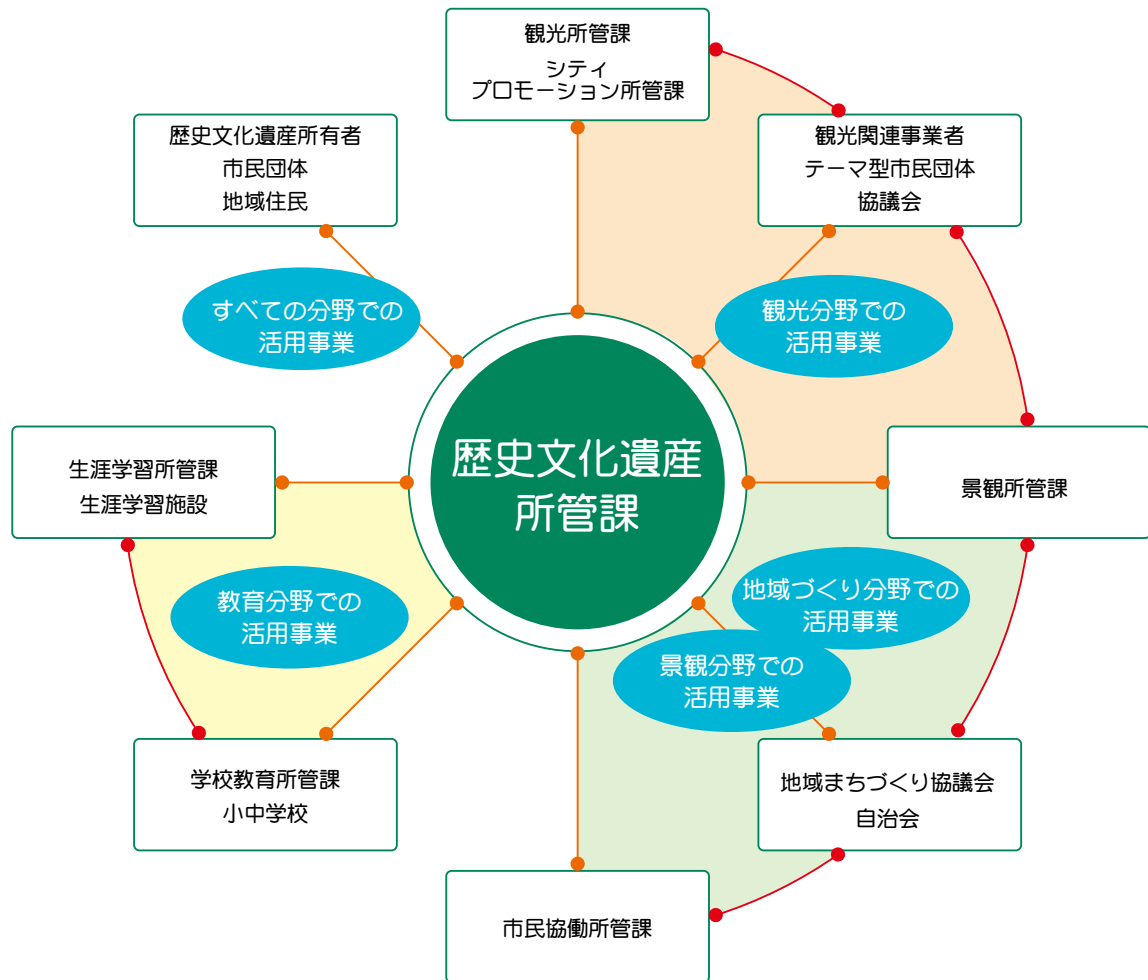 観光所管課
シティ
プロモーション所管課
歴史文化遺産所有者
市民団体
地域住民
観光関連事業者
テーマ型市民団体
協議会
すべての分野での
活用事業
観光分野での
活用事業
歴史文化遺産
所管課
生涯学習所管課
生涯学習施設
景観所管課
教育分野での
活用事業
地域づくり分野での
活用事業
景観分野での
活用事業
学校教育所管課
小中学校
地域まちづくり協議会
自治会
市民協働所管課